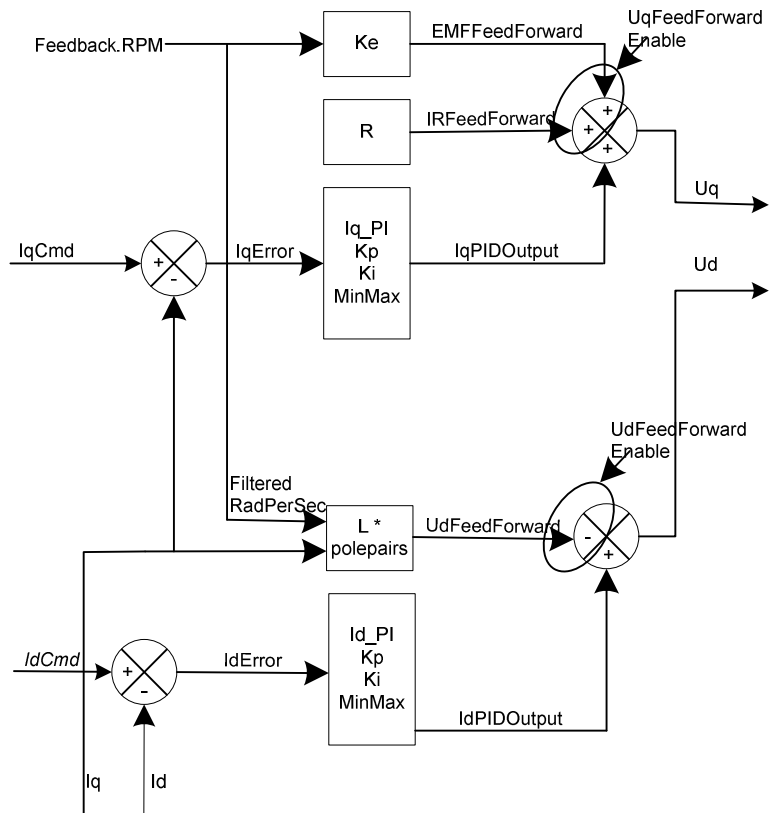 UqFeedForward
Enable
Feedback.RPM
Ke
EMFFeedForward
R
IRFeedForward
+
+
+
Uq
IqCmd
+
-
IqError
Iq_PI
Kp
Ki
MinMax
IqPIDOutput
Ud
UdFeedForward
Enable
Filtered
RadPerSec
L *
polepairs
UdFeedForward
-
+
IdCmd
+
-
IdError
Id_PI
Kp
Ki
MinMax
IdPIDOutput
Iq
Id